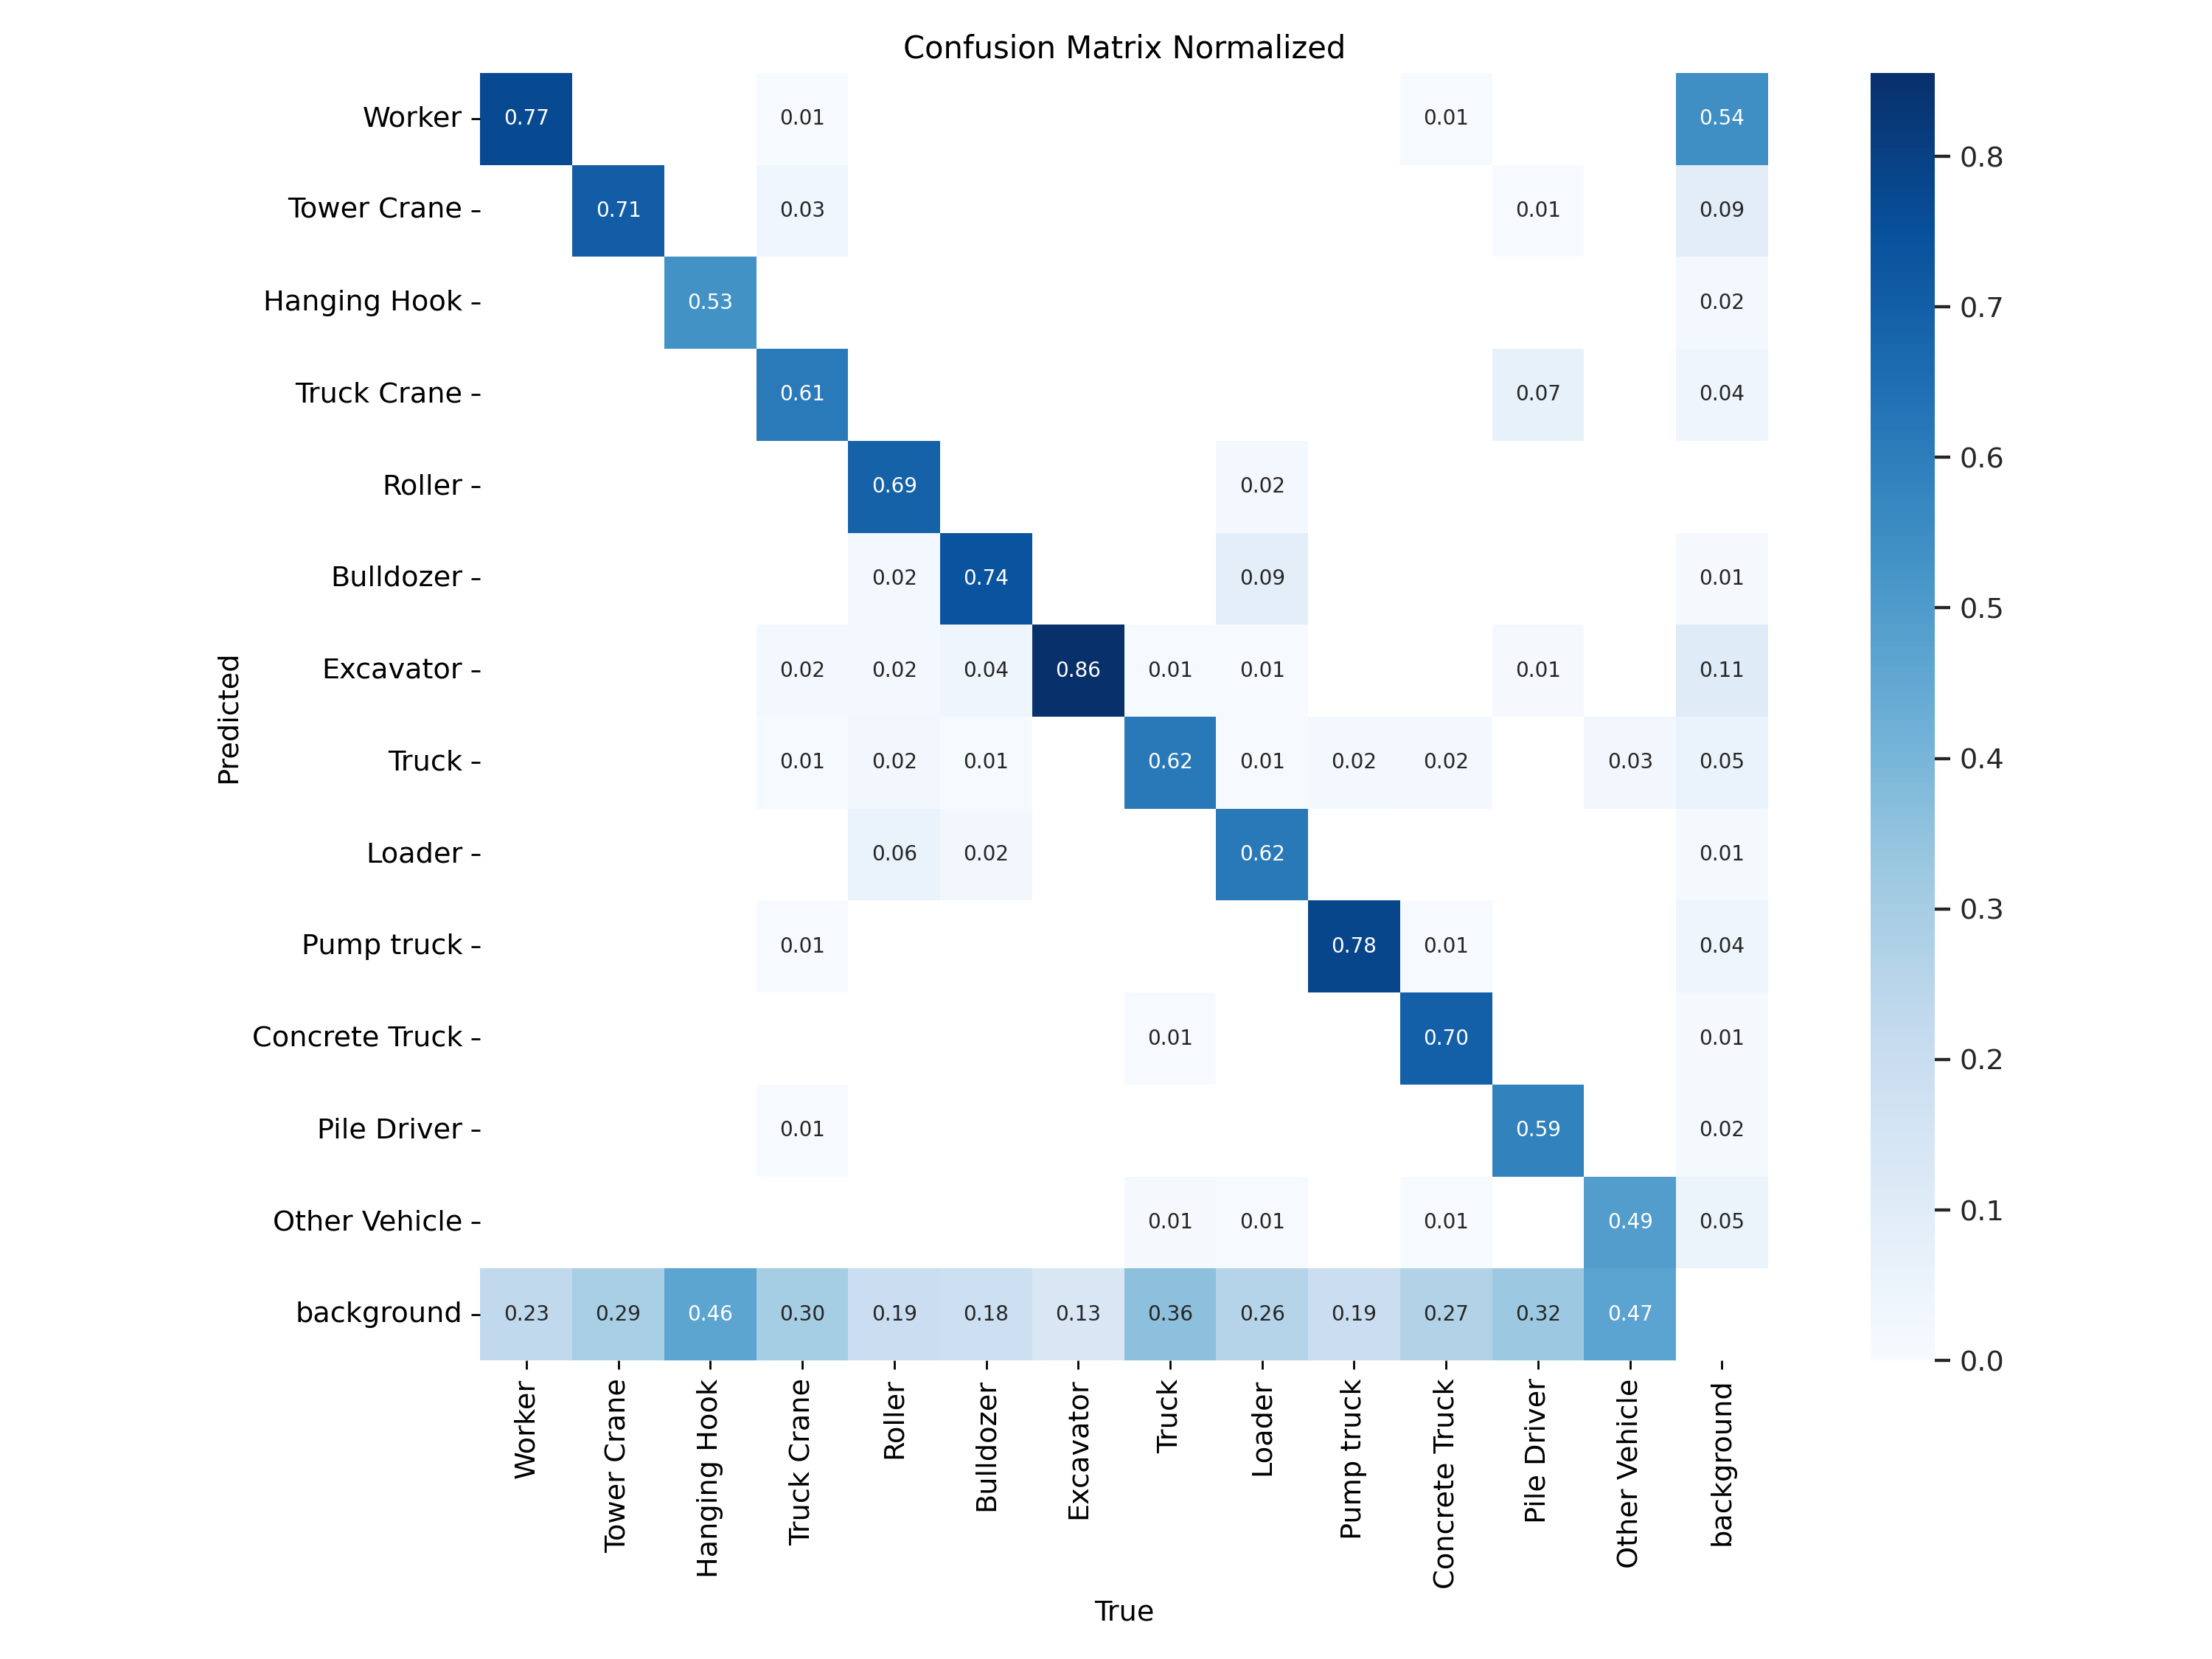 Confusion Matrix Normalized
Worker 0.77 0.01 0.01 0.54
Tower Crane 0.71 0.03 0.01 0.09
Hanging Hook 0.53 0.02
Truck Crane 0.61 0.07 0.04
Roller 0.69 0.02
Bulldozer 0.02 0.74 0.09 0.01
Excavator 0.02 0.02 0.04 0.86 0.01 0.01 0.01 0.11
Truck 0.01 0.02 0.01 0.62 0.01 0.02 0.02 0.03 0.05
Loader 0.06 0.02 0.62 0.01
Pump truck 0.01 0.78 0.01 0.04
Concrete Truck 0.01 0.70 0.01
Pile Driver 0.01 0.59 0.02
Other Vehicle 0.01 0.01 0.01 0.49 0.05
background 0.23 0.29 0.46 0.30 0.19 0.18 0.13 0.36 0.26 0.19 0.27 0.32 0.47
Predicted
Worker
Tower Crane
Hanging Hook
Truck Crane
Roller
Bulldozer
Excavator
Truck
Loader
Pump truck
Concrete Truck
Pile Driver
Other Vehicle
background
True
0.8
0.7
0.6
0.5
0.4
0.3
0.2
0.1
0.0